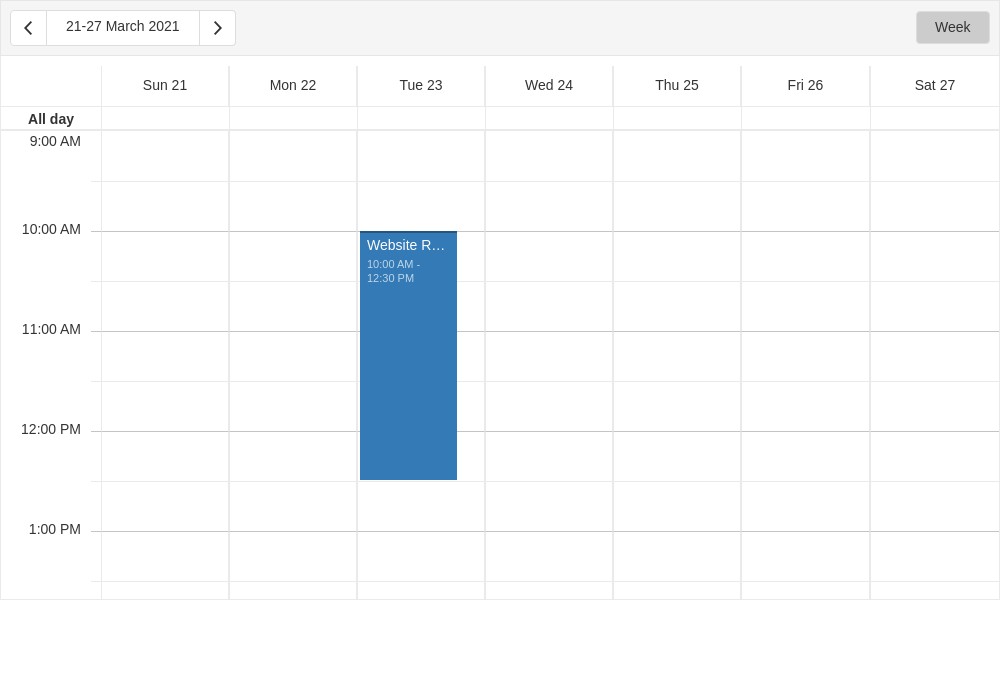 21-27 March 2021
Week
Sun 21
Mon 22
Tue 23
Wed 24
Thu 25
Fri 26
Sat 27
All day
9:00 AM
10:00 AM
Website R…
10:00 AM -
12:30 PM
11:00 AM
12:00 PM
1:00 PM